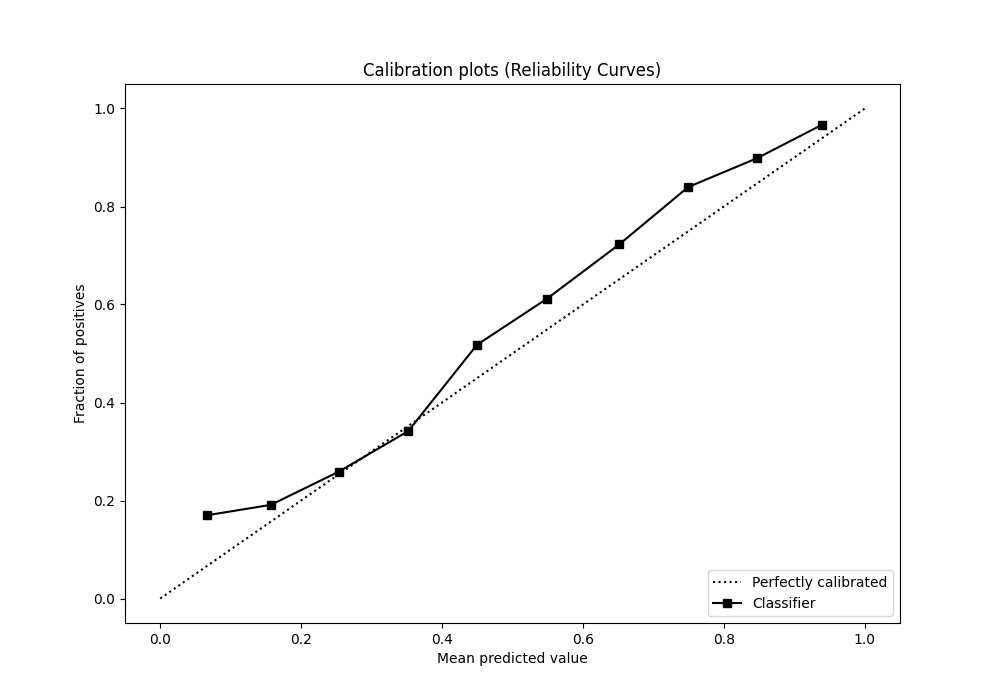 Calibration plots (Reliability Curves)
Fraction of positives
1.0
0.8
0.6
0.4
0.2
0.0
0.0 0.2 0.4 0.6 0.8 1.0
Mean predicted value
Perfectly calibrated
Classifier